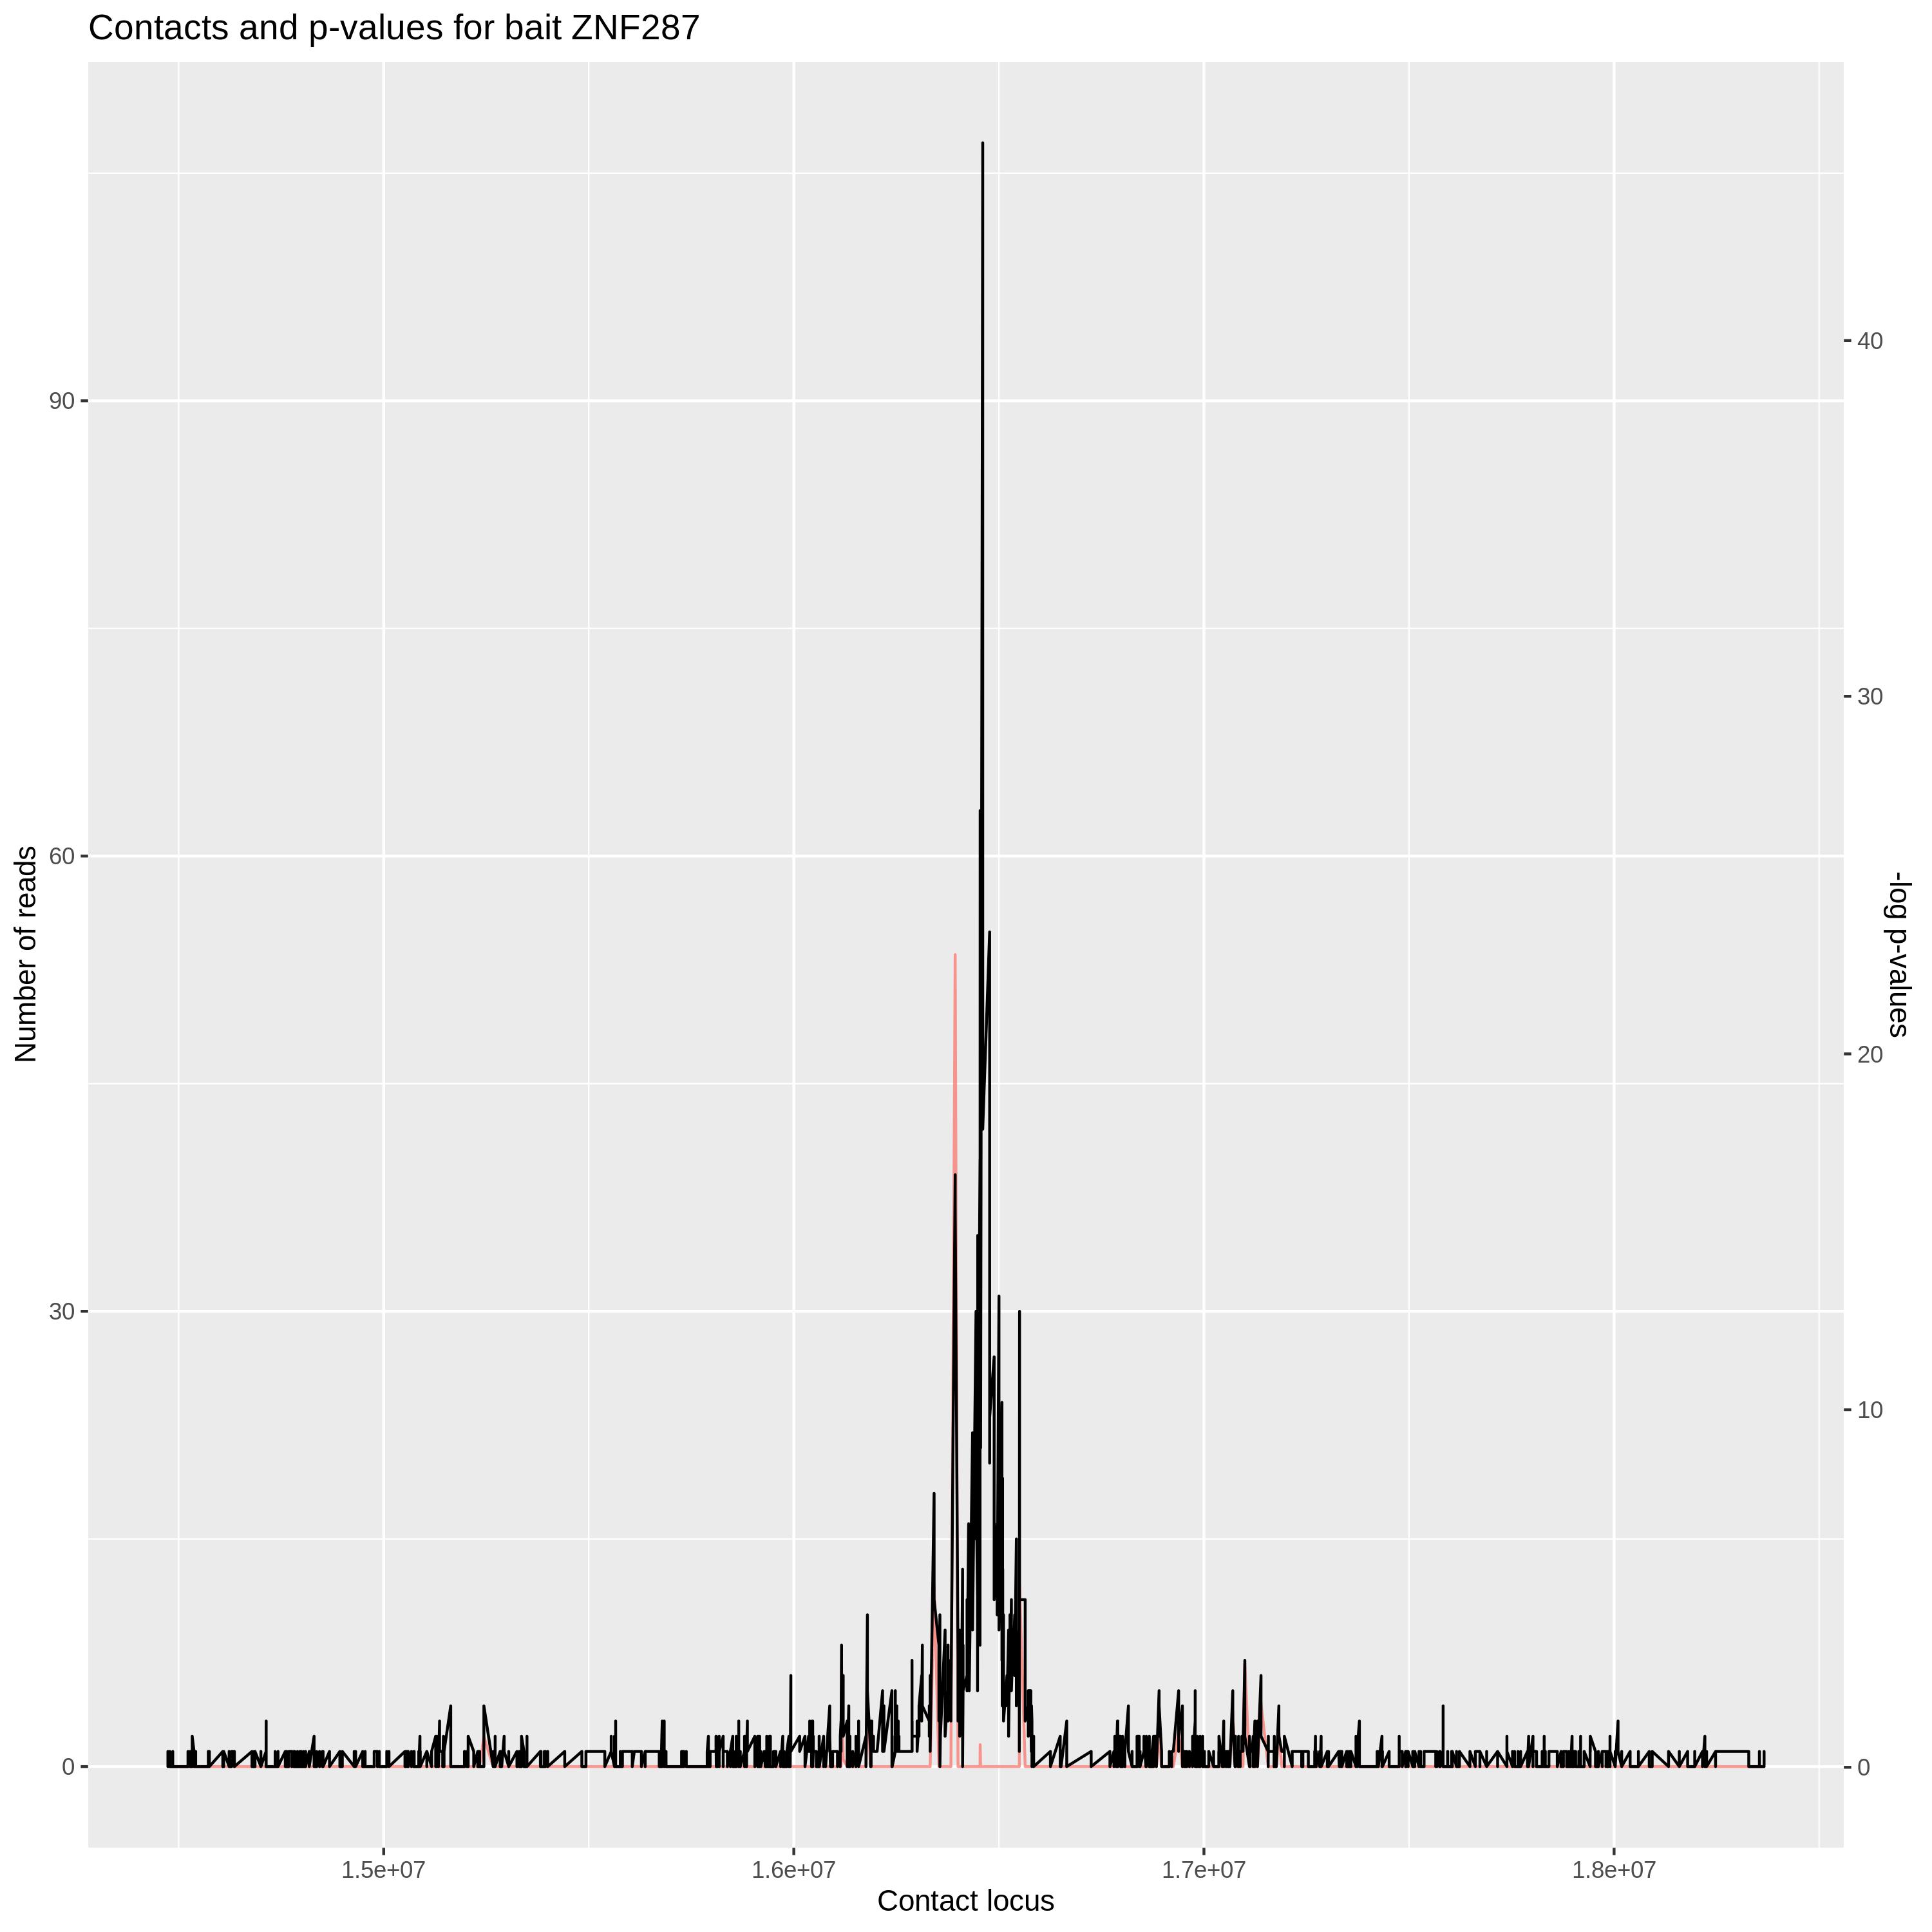 Contacts and p-values for bait ZNF287
Number of reads
90
60
30
0
-log p-values
40
30
20
10
0
1.5e+07
1.6e+07
1.7e+07
1.8e+07
Contact locus